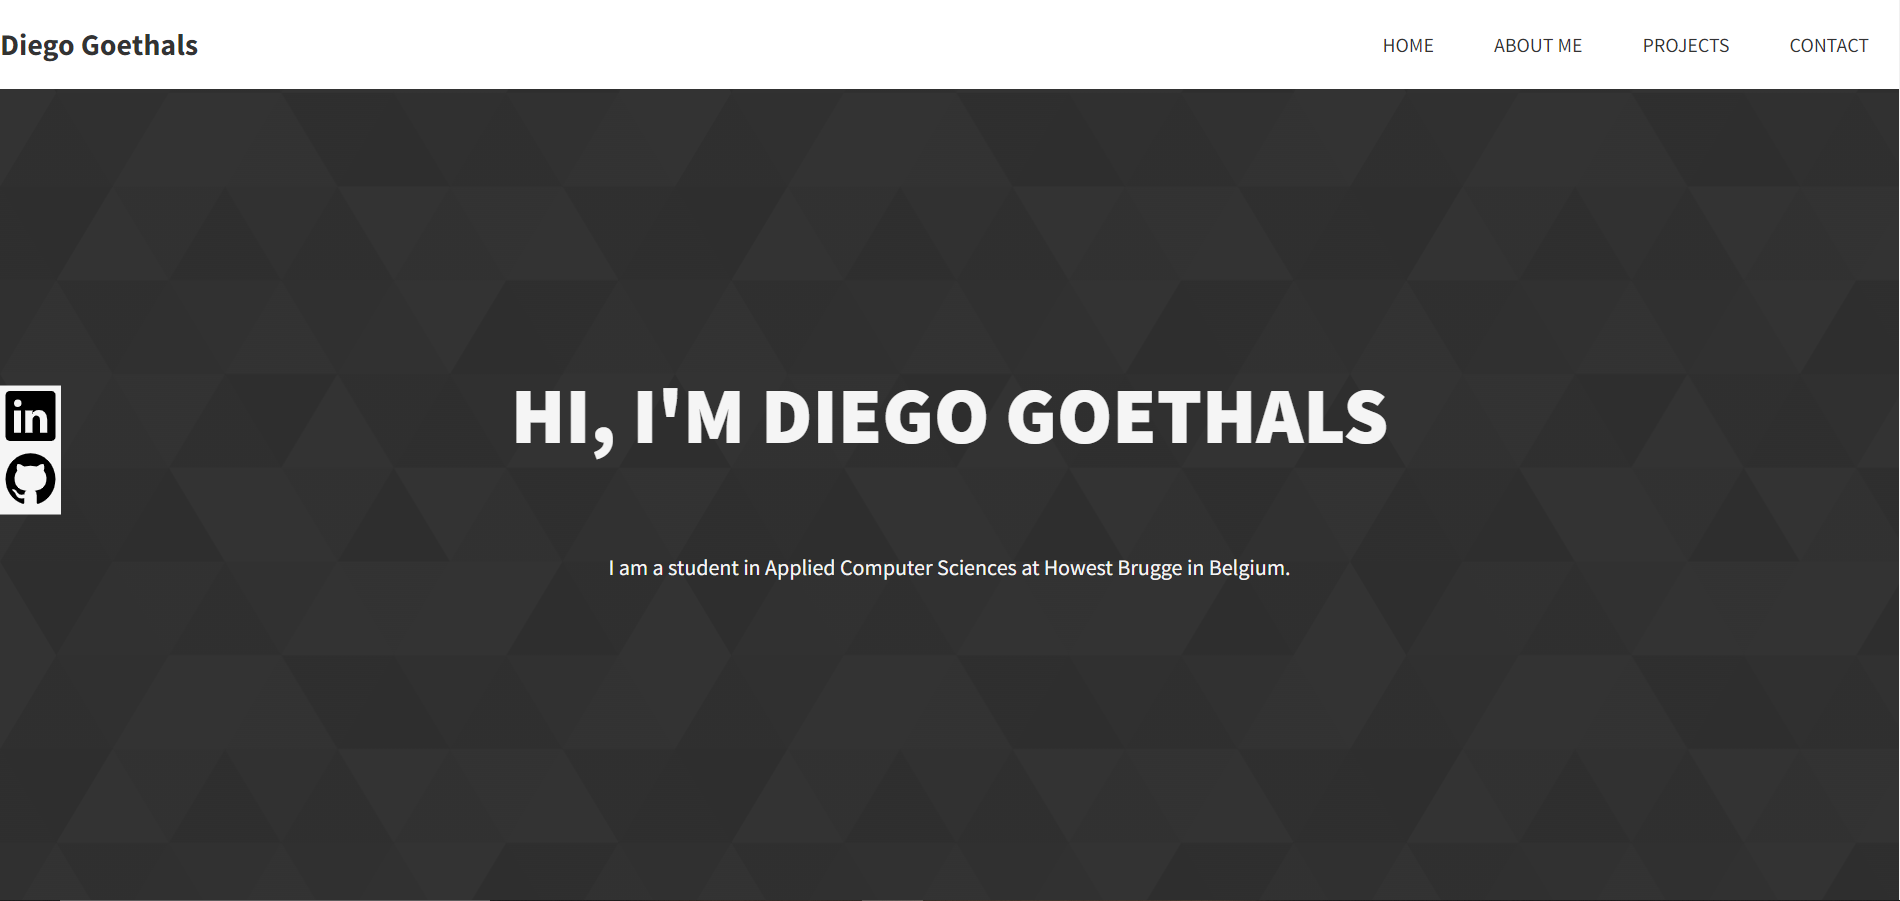 Diego Goethals
HOME ABOUT ME PROJECTS CONTACT
HI, I'M DIEGO GOETHALS
in
I am a student in Applied Computer Sciences at Howest Brugge in Belgium.